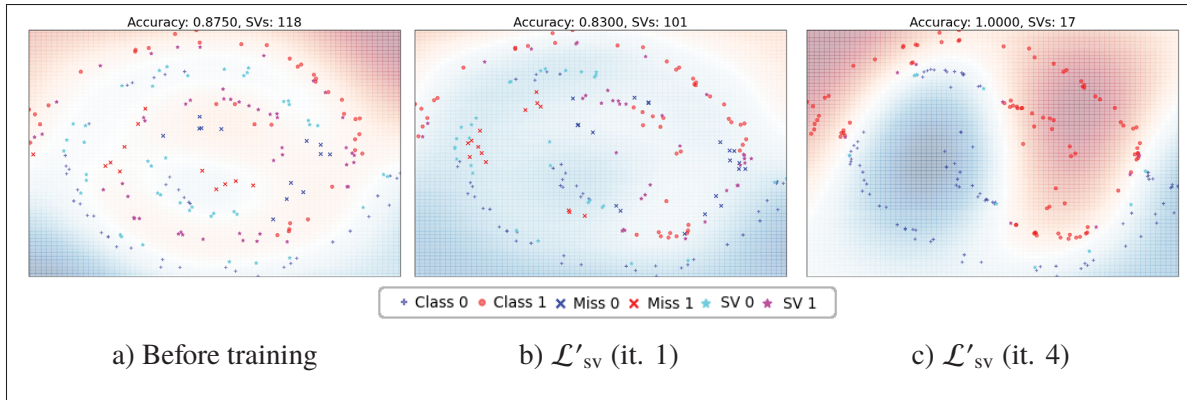 Accuracy: 0.8750, SVs: 118
Accuracy: 0.8300, SVs: 101
Accuracy: 1.0000, SVs: 17
Class 0 Class 1 Miss 0 Miss 1 SV 0 SV 1
a) Before training
b) ℒ′sv (it. 1)
c) ℒ′sv (it. 4)